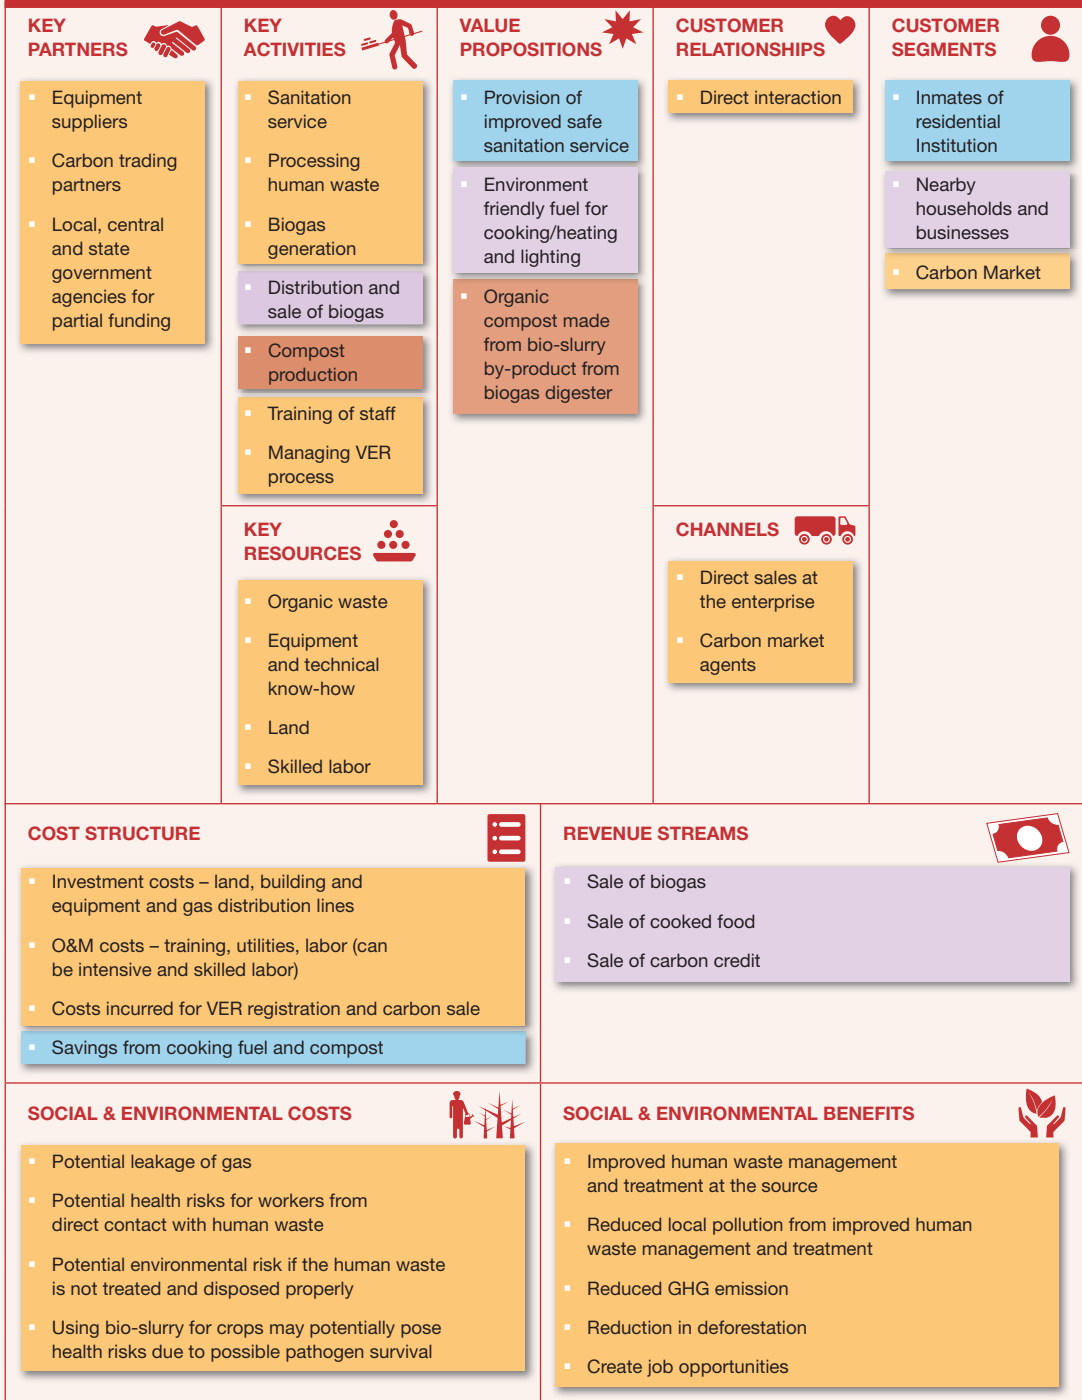 KEY
PARTNERS
Equipment
suppliers
Carbon trading
partners
Local, central
and state
government
agencies for
partial funding
KEY
ACTIVITIES
Sanitation
service
Processing
human waste
Biogas
generation
Distribution and
sale of biogas
Compost
production
Training of staff
Managing VER
process
KEY
RESOURCES
Organic waste
Equipment
and technical
know-how
Land
Skilled labor
VALUE
PROPOSITIONS
Provision of
improved safe
sanitation service
Environment
friendly fuel for
cooking/heating
and lighting
Organic
compost made
from bio-slurry
by-product from
biogas digester
CUSTOMER
RELATIONSHIPS
Direct interaction
CHANNELS
Direct sales at
the enterprise
Carbon market
agents
CUSTOMER
SEGMENTS
Inmates of
residential
Institution
Nearby
households and
businesses
Carbon Market
COST STRUCTURE
Investment costs – land, building and
equipment and gas distribution lines
O&M costs – training, utilities, labor (can
be intensive and skilled labor)
Costs incurred for VER registration and carbon sale
Savings from cooking fuel and compost
REVENUE STREAMS
Sale of biogas
Sale of cooked food
Sale of carbon credit
SOCIAL & ENVIRONMENTAL COSTS
Potential leakage of gas
Potential health risks for workers from
direct contact with human waste
Potential environmental risk if the human waste
is not treated and disposed properly
Using bio-slurry for crops may potentially pose
health risks due to possible pathogen survival
SOCIAL & ENVIRONMENTAL BENEFITS
Improved human waste management
and treatment at the source
Reduced local pollution from improved human
waste management and treatment
Reduced GHG emission
Reduction in deforestation
Create job opportunities